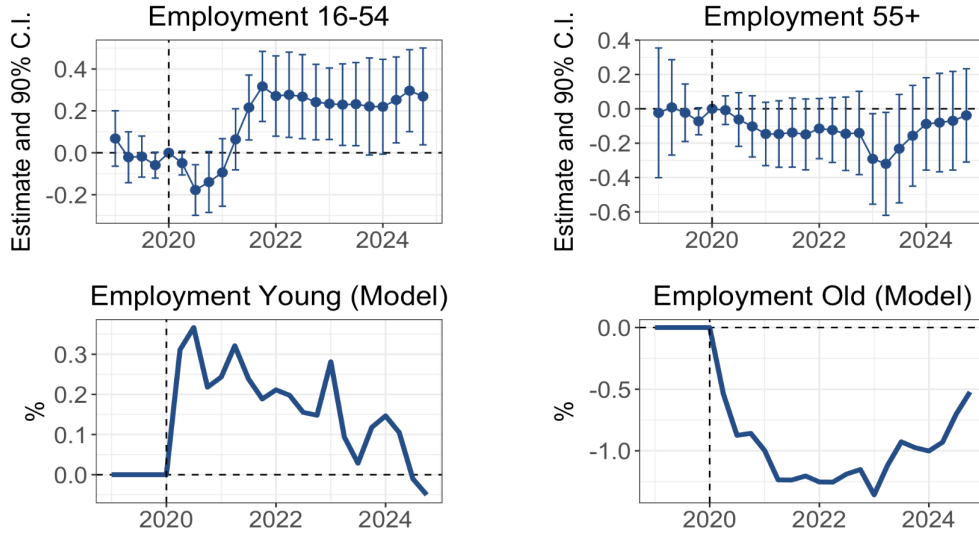 Employment 16-54
Estimate and 90% C.I.
0.4
0.2
0.0
-0.2
2020 2022 2024
Employment 55+
Estimate and 90% C.I.
0.4
0.2
0.0
-0.2
-0.4
-0.6
2020 2022 2024
Employment Young (Model)
%
0.3
0.2
0.1
0.0
2020 2022 2024
Employment Old (Model)
%
0.0
-0.5
-1.0
2020 2022 2024